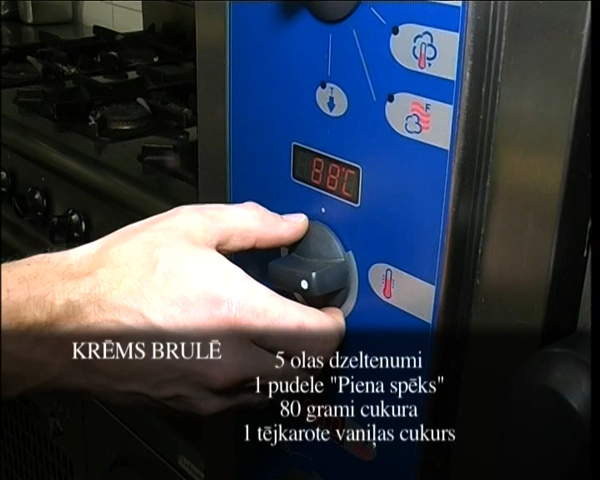 T
F
88°C
KRĒMS BRULĒ
5 olas dzeltenumi
1 pudele "Piena spēks"
80 grami cukura
1 tējkarote vaniļas cukurs